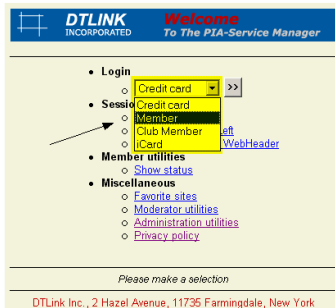 DTLINK
INCORPORATED
Welcome
To The PIA-Service Manager
Login
Credit card
>>
Sessio
Credit card
Member
Club Member
eft
iCard
WebHeader
Member utilities
Show status
Miscellaneous
Favorite sites
Moderator utilities
Administration utilities
Privacy policy
Please make a selection
DTLink Inc., 2 Hazel Avenue, 11735 Farmingdale, New York